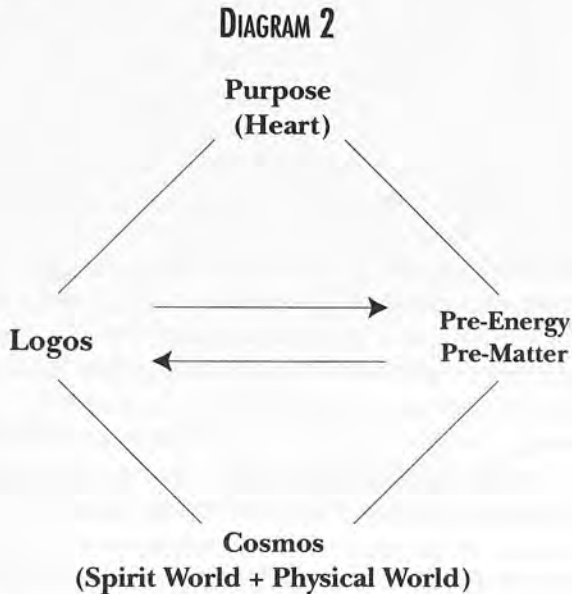 DIAGRAM 2
Purpose
(Heart)
Logos
Pre-Energy
Pre-Matter
Cosmos
(Spirit World + Physical World)